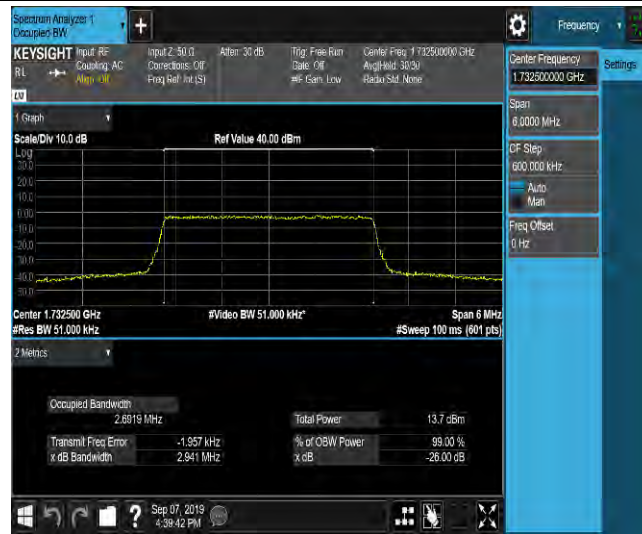 Spectrum Analyzer 1
Occupied BW
+
Frequency
KEYSIGHT
RL
Input: RF
Coupling: AC
Align: Off
Input Z: 50 Ω
Corrections: Off
Freq Ref: Int (S)
Atten: 30 dB
Trig: Free Run
Gate: Off
#IF Gain: Low
Center Freq: 1.732500000 GHz
Avg|Hold: 30/30
Radio Std: None
Center Frequency
1.732500000 GHz
Settings
Span
6.0000 MHz
CF Step
600.000 kHz
Auto
Man
Freq Offset
0 Hz
1 Graph
Scale/Div 10.0 dB
Ref Value 40.00 dBm
Log
30.0
20.0
10.0
0.00
-10.0
-20.0
-30.0
-40.0
-50.0
Center 1.732500 GHz
#Video BW 51.000 kHz*
Span 6 MHz
#Res BW 51.000 kHz
#Sweep 100 ms (601 pts)
2 Metrics
Occupied Bandwidth
2.6919 MHz
Total Power
13.7 dBm
Transmit Freq Error
-1.957 kHz
% of OBW Power
99.00 %
x dB Bandwidth
2.941 MHz
x dB
-26.00 dB
?
Sep 07, 2019
4:39:42 PM